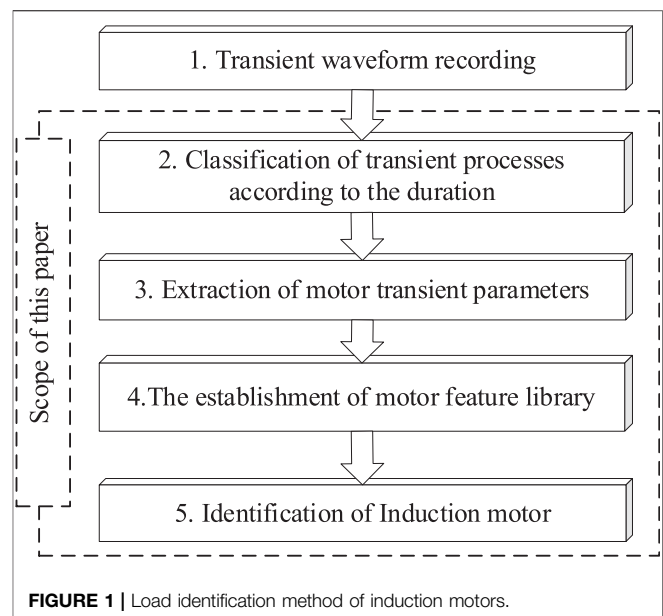 1. Transient waveform recording
2. Classification of transient processes
according to the duration
3. Extraction of motor transient parameters
4.The establishment of motor feature library
5. Identification of Induction motor
Scope of this paper
FIGURE 1 | Load identification method of induction motors.